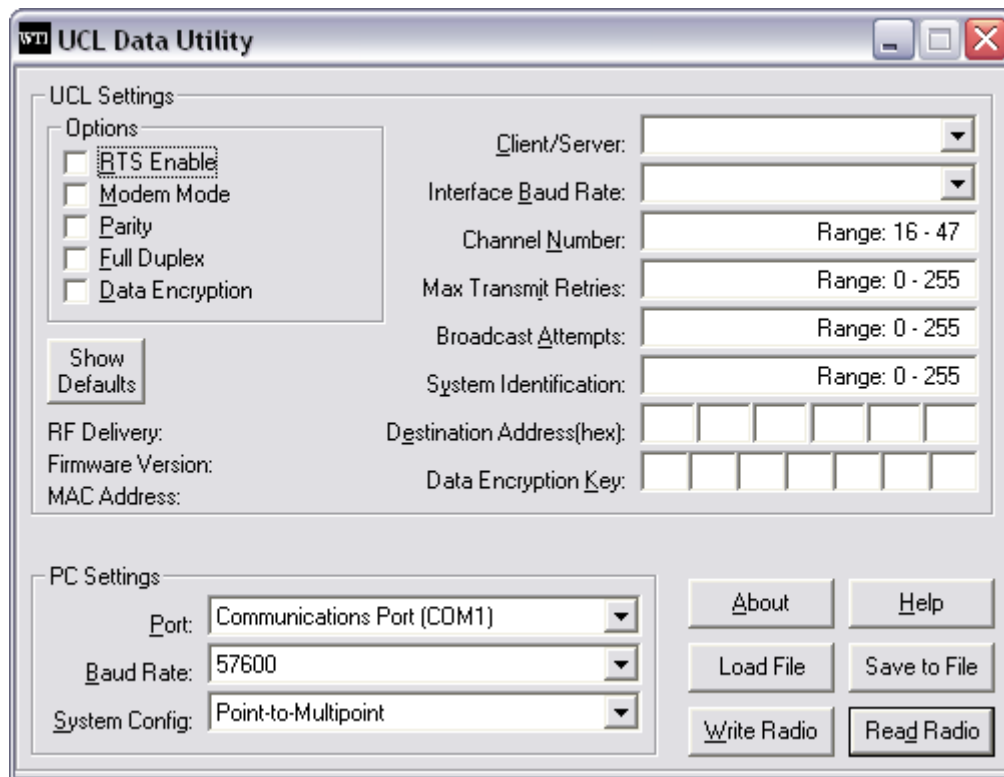 WTI UCL Data Utility
UCL Settings
Options
RTS Enable
Modem Mode
Parity
Full Duplex
Data Encryption
Show
Defaults
RF Delivery:
Firmware Version:
MAC Address:
Client/Server:
Interface Baud Rate:
Channel Number: Range: 16 - 47
Max Transmit Retries: Range: 0 - 255
Broadcast Attempts: Range: 0 - 255
System Identification: Range: 0 - 255
Destination Address(hex):
Data Encryption Key:
PC Settings
Port: Communications Port (COM1)
Baud Rate: 57600
System Config: Point-to-Multipoint
About Help
Load File Save to File
Write Radio Read Radio